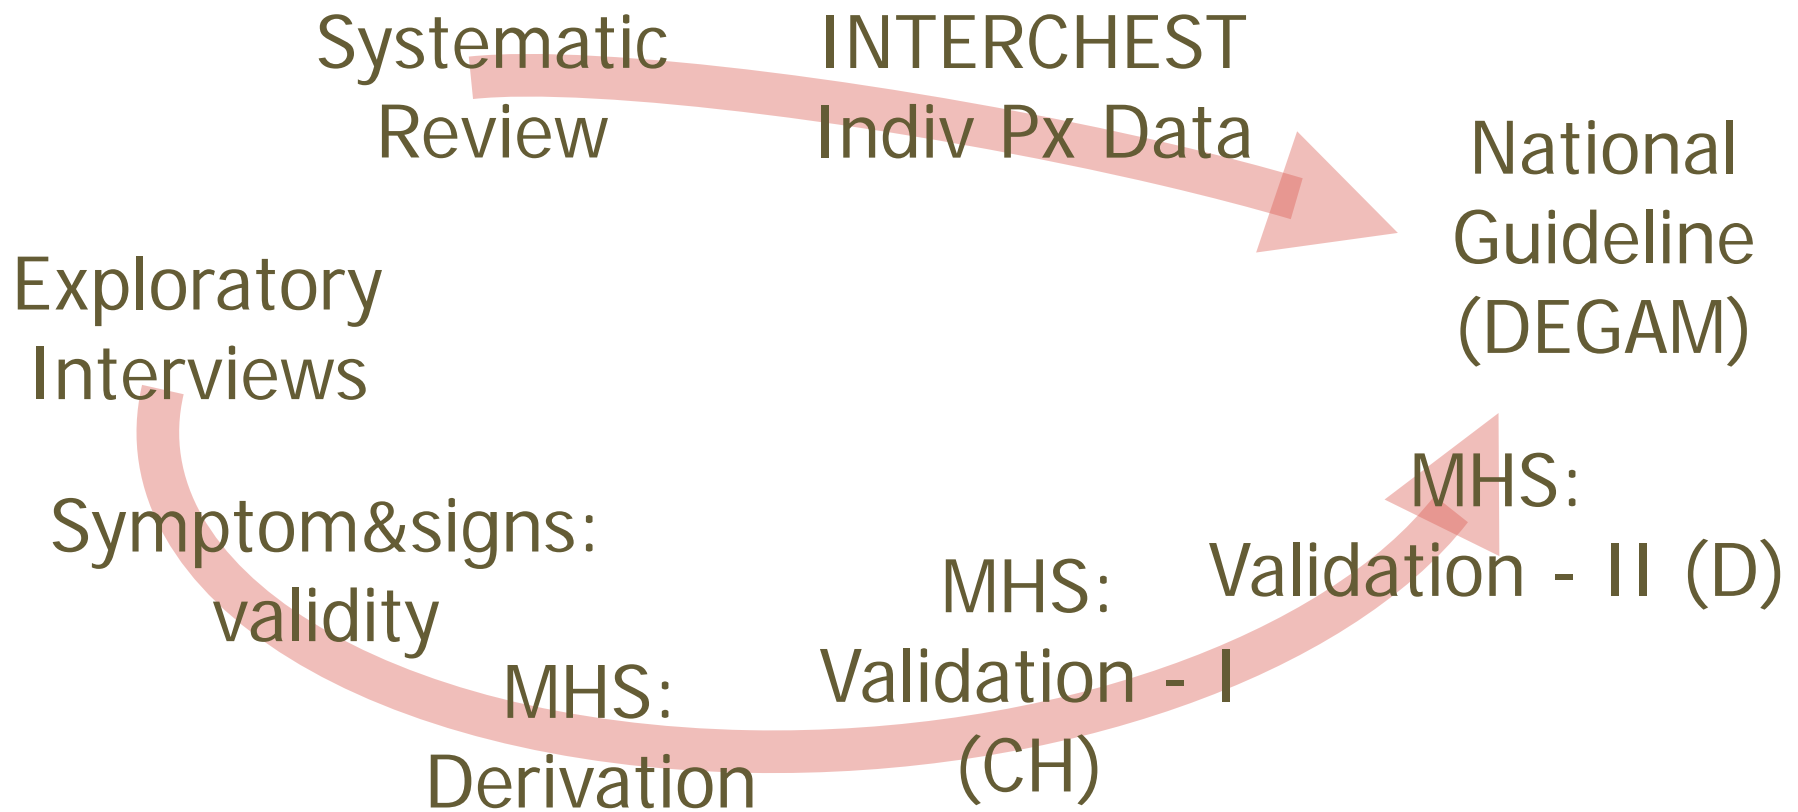 Systematic
Review
INTERCHEST
Indiv Px Data
National
Guideline
(DEGAM)
Exploratory
Interviews
Symptom&signs:
validity
MHS:
Derivation
MHS:
Validation - I
(CH)
MHS:
Validation - II (D)